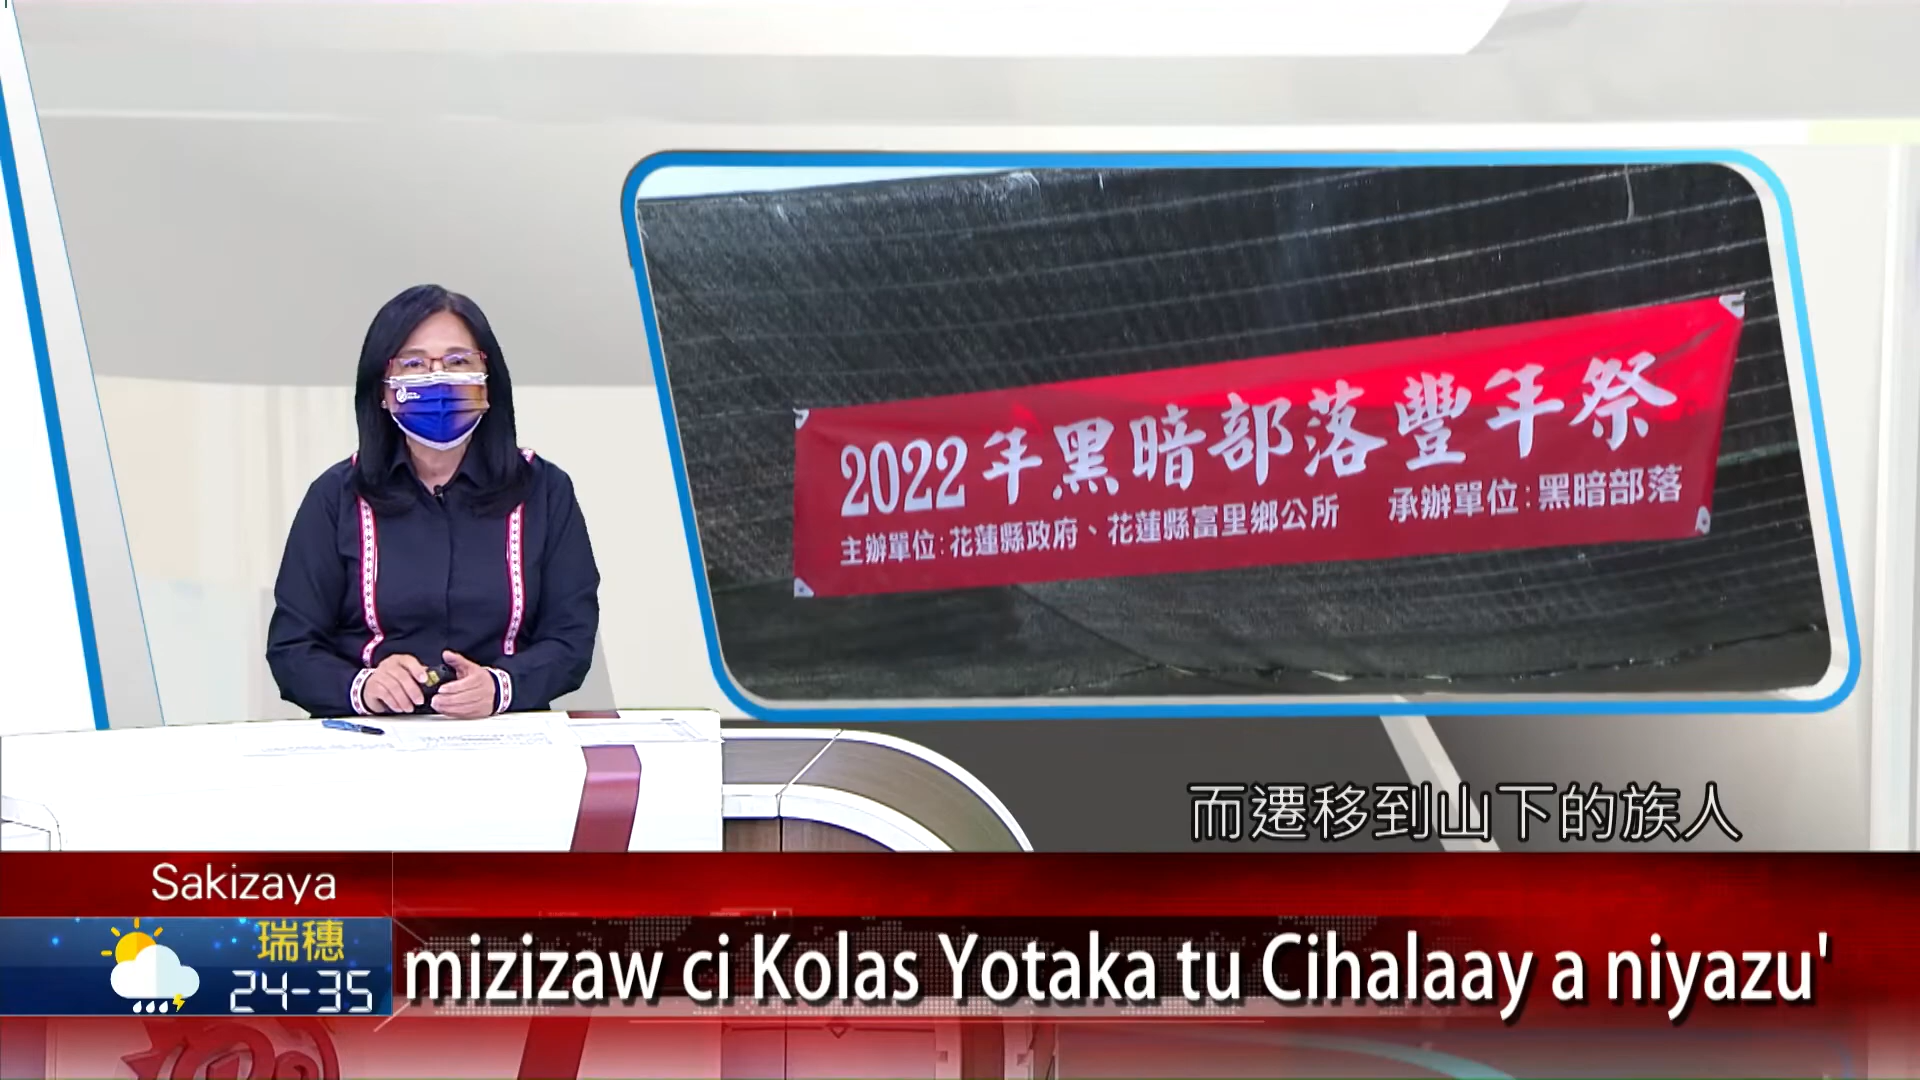 2022年黑暗部落豐年祭
主辦單位:花蓮縣政府、花蓮縣富里鄉公所 承辦單位:黑暗部落
而遷移到山下的族人
Sakizaya
瑞穗
24-35
mizizaw ci Kolas Yotaka tu Cihalaay a niyazu'